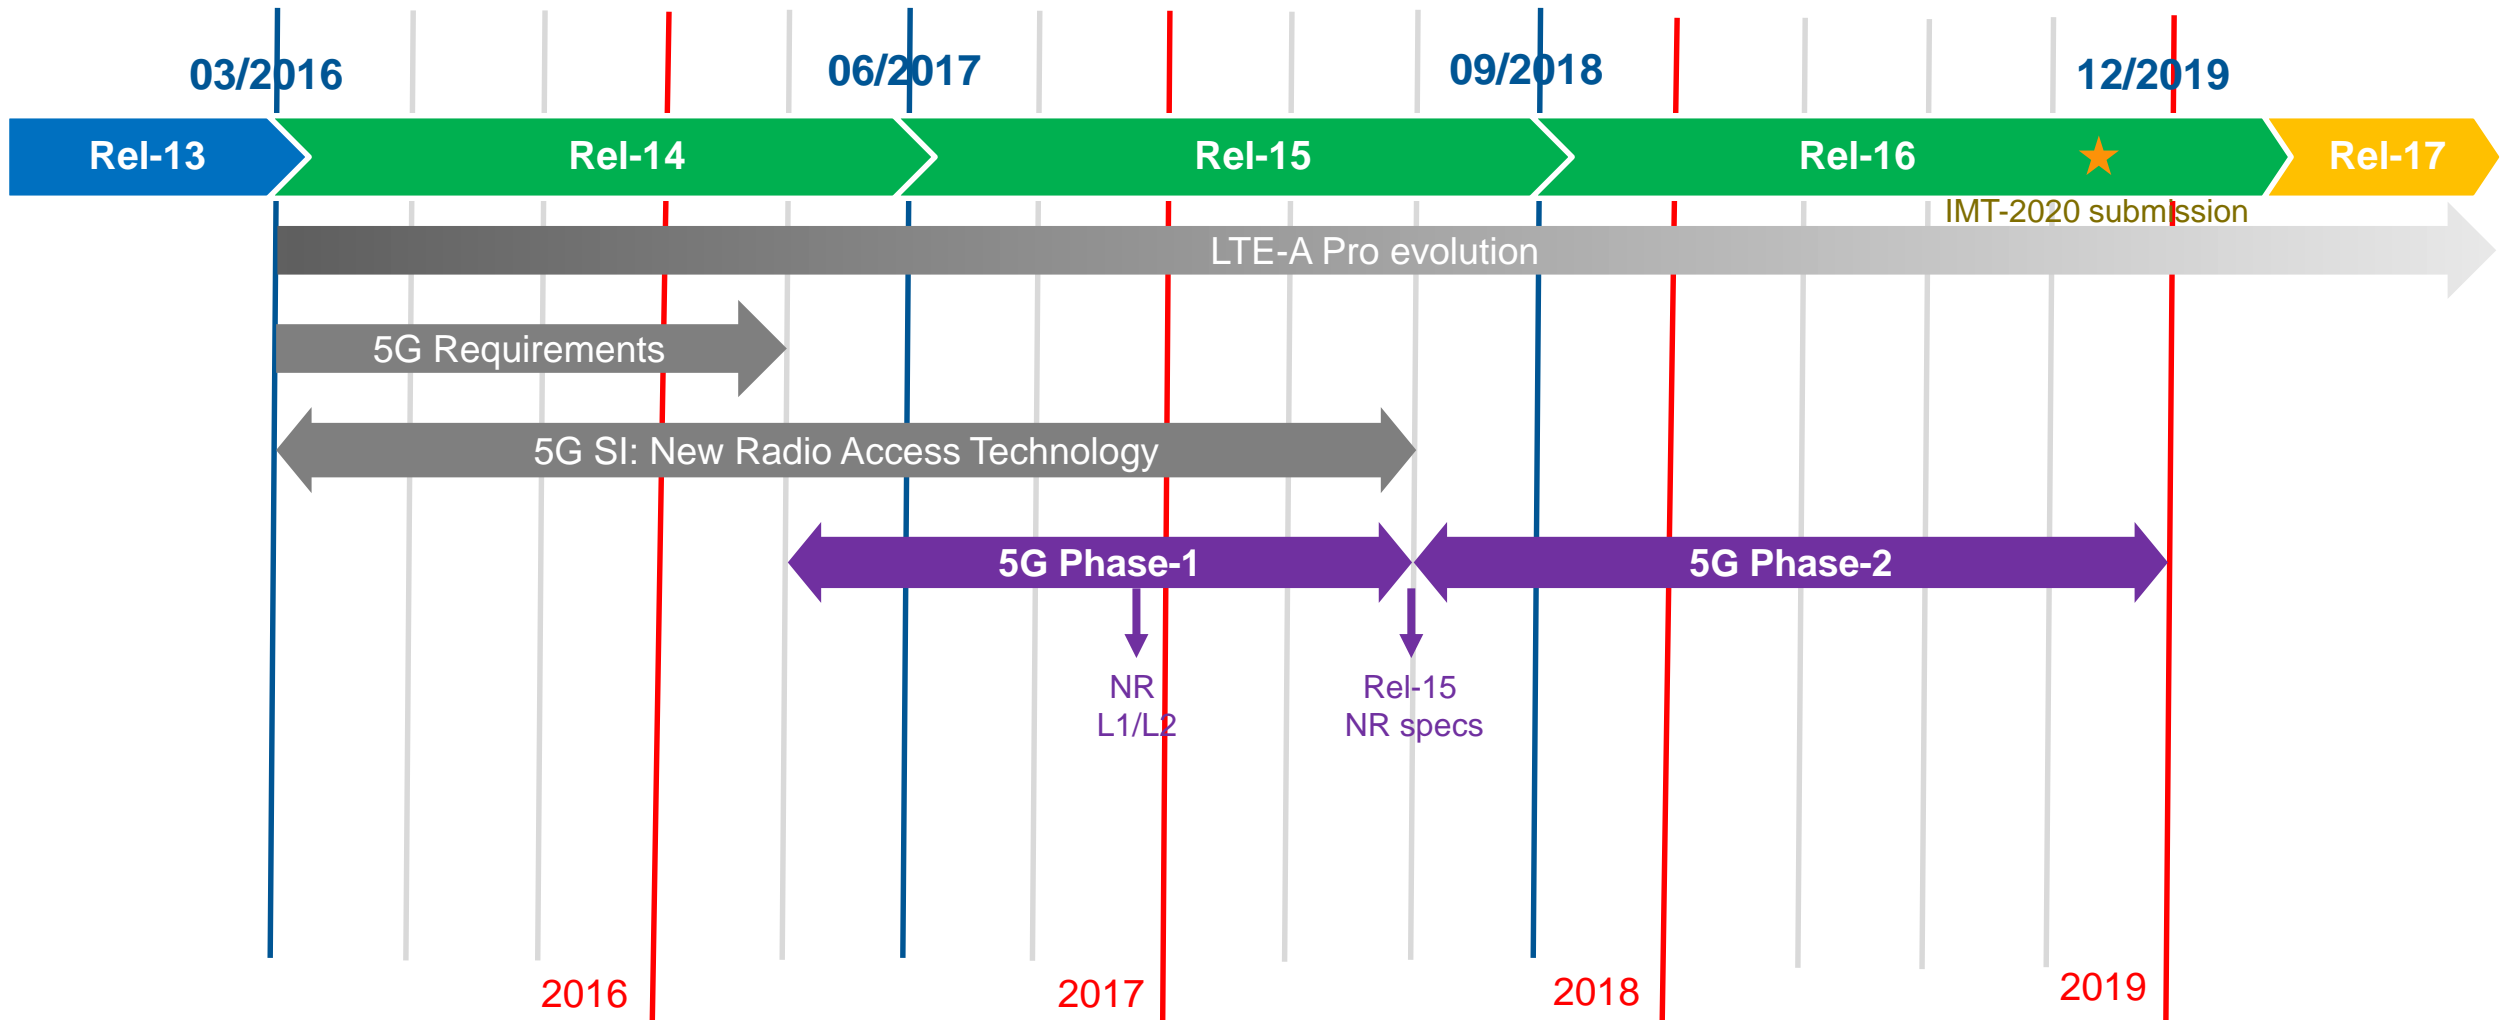 03/2016
06/2017
09/2018
12/2019
Rel-13
Rel-14
Rel-15
Rel-16
Rel-17
IMT-2020 submission
LTE-A Pro evolution
5G Requirements
5G SI: New Radio Access Technology
5G Phase-1
5G Phase-2
NR
L1/L2
Rel-15
NR specs
2016
2017
2018
2019